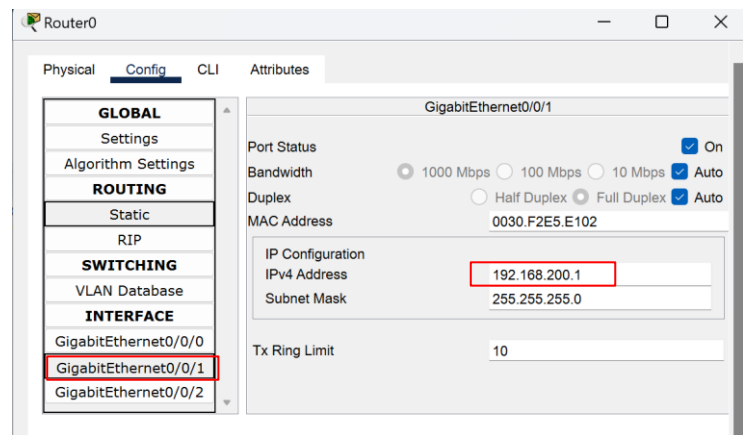 Router0
Physical Config CLI Attributes
GLOBAL
Settings
Algorithm Settings
ROUTING
Static
RIP
SWITCHING
VLAN Database
INTERFACE
GigabitEthernet0/0/0
GigabitEthernet0/0/1
GigabitEthernet0/0/2
GigabitEthernet0/0/1
Port Status On
Bandwidth 1000 Mbps 100 Mbps 10 Mbps Auto
Duplex Half Duplex Full Duplex Auto
MAC Address 0030.F2E5.E102
IP Configuration
IPv4 Address 192.168.200.1
Subnet Mask 255.255.255.0
Tx Ring Limit 10